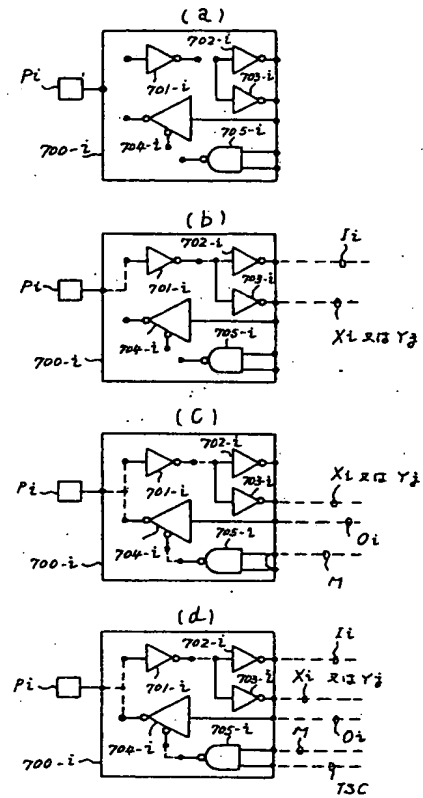 (a)
702-i
Pi
701-i
703-i
704-i
705-i
700-i
(b)
702-i
Ii
Pi
701-i
703-i
704-i
705-i
Xi 又は Yj
700-i
(C)
702-i
Pi
701-i
703-i
Xi 又は Yj
704-i
705-i
Oi
700-i
M
(d)
702-i
Ii
Pi
701-i
703-i
Xi 又は Yj
704-i
705-i
Oi
M
700-i
TSC